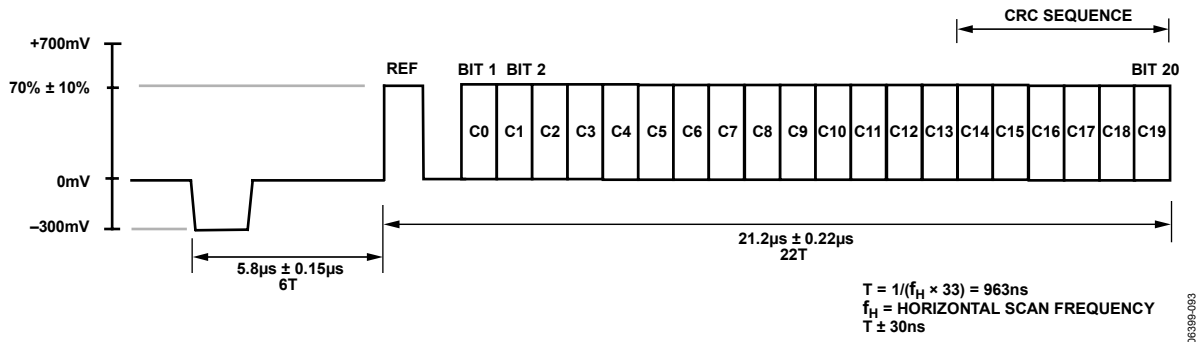 CRC SEQUENCE
+700mV
REF
BIT 1 BIT 2
BIT 20
70% ± 10%
C0 C1 C2 C3 C4 C5 C6 C7 C8 C9 C10 C11 C12 C13 C14 C15 C16 C17 C18 C19
0mV
–300mV
21.2µs ± 0.22µs
22T
5.8µs ± 0.15µs
6T
T = 1/(fH × 33) = 963ns
fH = HORIZONTAL SCAN FREQUENCY
T ± 30ns
06399-093